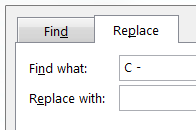 Find Replace
Find what: C -
Replace with: